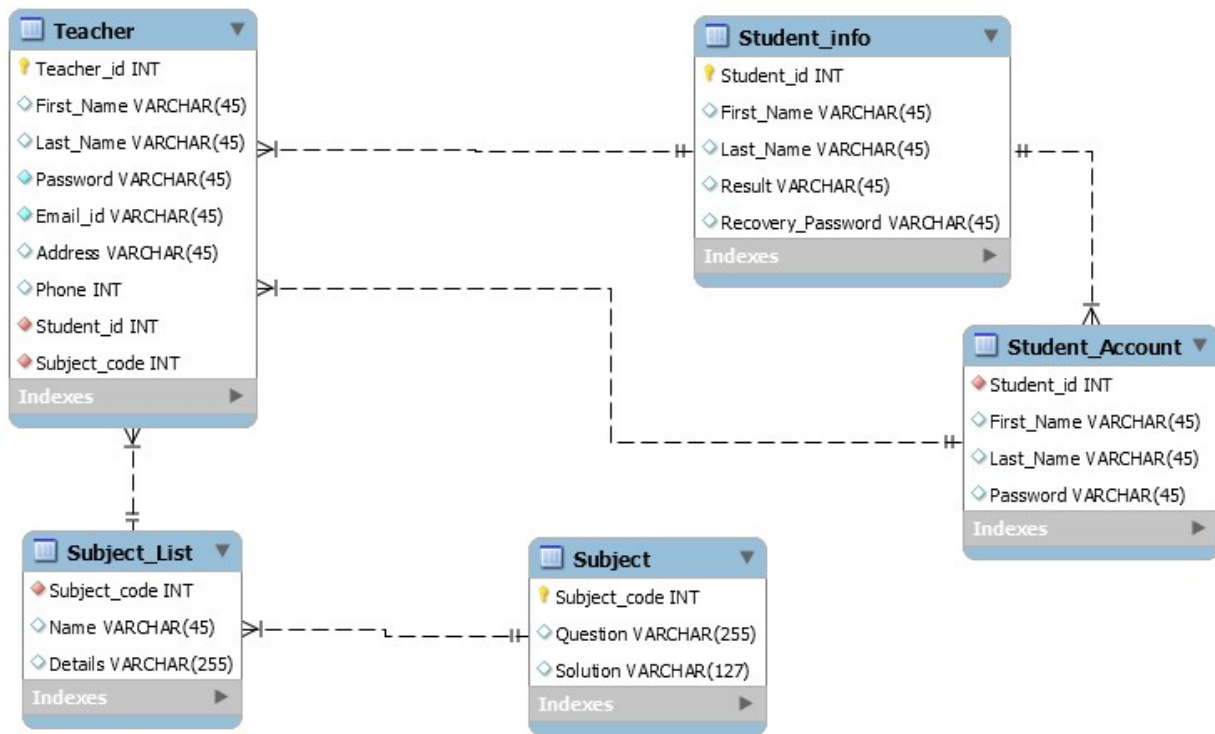 Teacher
Teacher_id INT
First_Name VARCHAR(45)
Last_Name VARCHAR(45)
Password VARCHAR(45)
Email_id VARCHAR(45)
Address VARCHAR(45)
Phone INT
Student_id INT
Subject_code INT
Indexes
Student_info
Student_id INT
First_Name VARCHAR(45)
Last_Name VARCHAR(45)
Result VARCHAR(45)
Recovery_Password VARCHAR(45)
Indexes
Student_Account
Student_id INT
First_Name VARCHAR(45)
Last_Name VARCHAR(45)
Password VARCHAR(45)
Indexes
Subject_List
Subject_code INT
Name VARCHAR(45)
Details VARCHAR(255)
Indexes
Subject
Subject_code INT
Question VARCHAR(255)
Solution VARCHAR(127)
Indexes